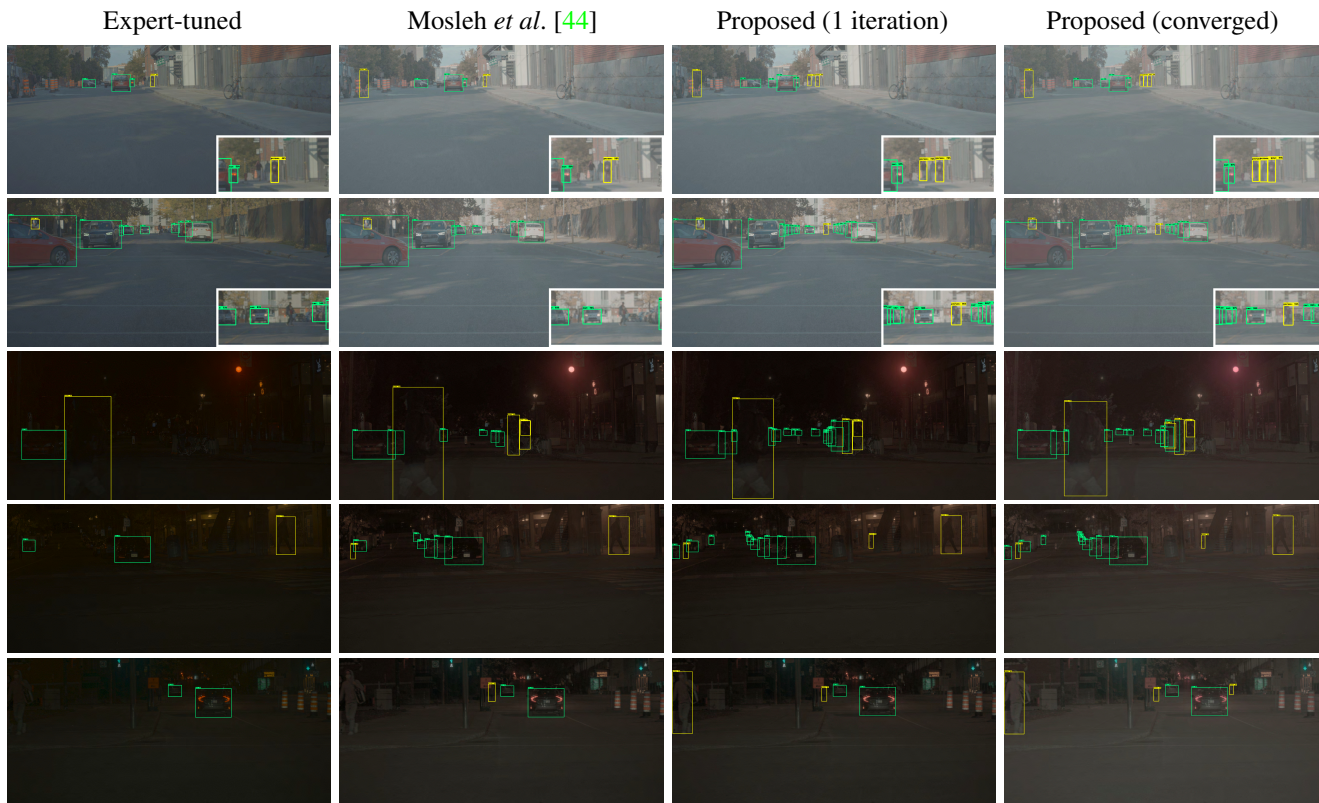 Expert-tuned
Mosleh et al. [44]
Proposed (1 iteration)
Proposed (converged)